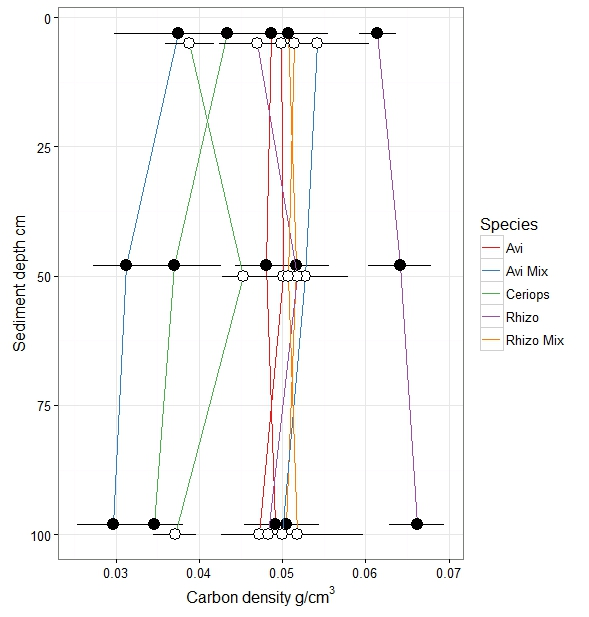 0
25
50
75
100
Sediment depth cm
0.03 0.04 0.05 0.06 0.07
Carbon density g/cm³
Species
Avi
Avi Mix
Ceriops
Rhizo
Rhizo Mix